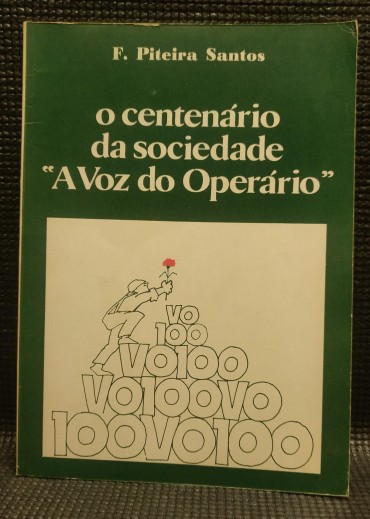 F. Piteira Santos
o centenário
da sociedade
"A Voz do Operário"
VO
100
VO100
VO100VO
100VO100